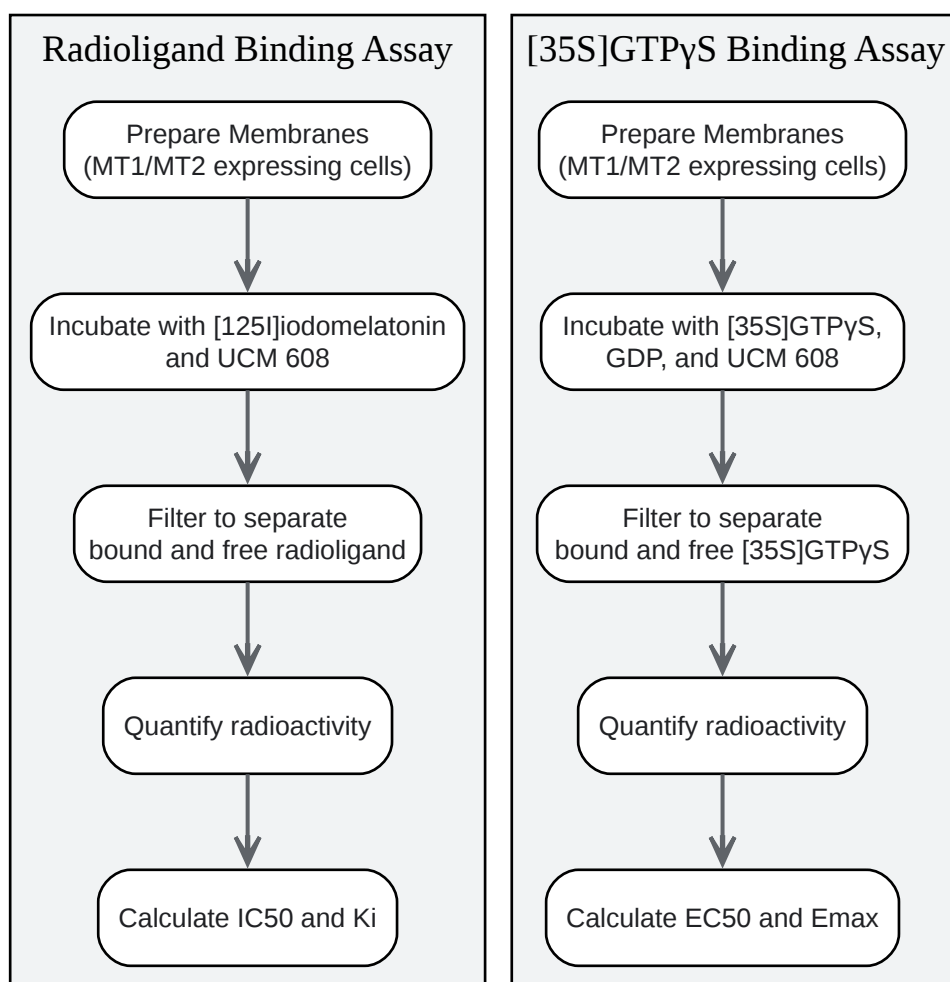 Radioligand Binding Assay
Prepare Membranes
(MT1/MT2 expressing cells)
Incubate with [125I]iodomelatonin
and UCM 608
Filter to separate
bound and free radioligand
Quantify radioactivity
Calculate IC50 and Ki
[35S]GTPγS Binding Assay
Prepare Membranes
(MT1/MT2 expressing cells)
Incubate with [35S]GTPγS,
GDP, and UCM 608
Filter to separate
bound and free [35S]GTPγS
Quantify radioactivity
Calculate EC50 and Emax